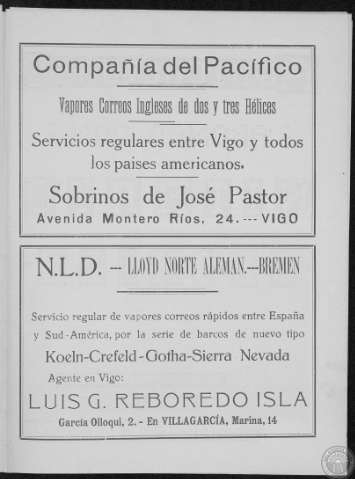 Compañía del Pacífico
Vapores Correos Ingleses de dos y tres Hélices
Servicios regulares entre Vigo y todos
los paises americanos.
Sobrinos de José Pastor
Avenida Montero Ríos, 24. --- VIGO
N.L.D. --- LLOYD NORTE ALEMAN.---BREMEN
Servicio regular de vapores correos rápidos entre España
y Sud-América, por la serie de barcos de nuevo tipo
Koeln-Crefeld-Gotha-Sierra Nevada
Agente en Vigo:
LUIS G. REBOREDO ISLA
García Olloqui, 2. - En VILLAGARCÍA, Marina, 14